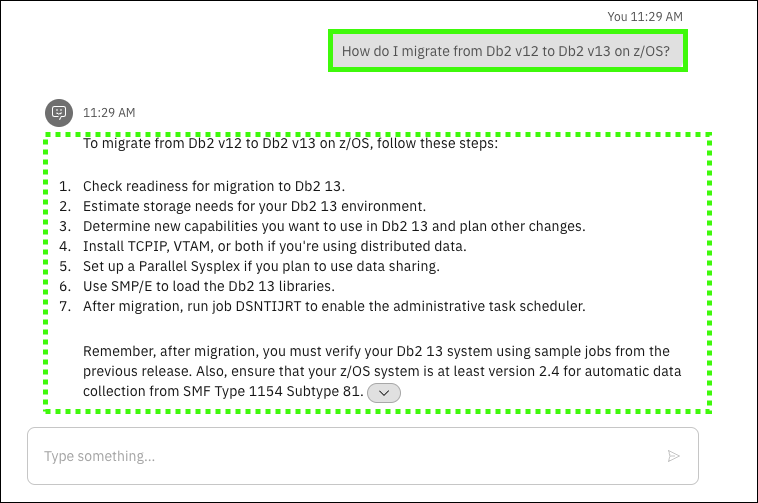 You 11:29 AM
How do I migrate from Db2 v12 to Db2 v13 on z/OS?
11:29 AM
To migrate from Db2 v12 to Db2 v13 on z/OS, follow these steps:
1. Check readiness for migration to Db2 13.
2. Estimate storage needs for your Db2 13 environment.
3. Determine new capabilities you want to use in Db2 13 and plan other changes.
4. Install TCPIP, VTAM, or both if you're using distributed data.
5. Set up a Parallel Sysplex if you plan to use data sharing.
6. Use SMP/E to load the Db2 13 libraries.
7. After migration, run job DSNTIJRT to enable the administrative task scheduler.
Remember, after migration, you must verify your Db2 13 system using sample jobs from the
previous release. Also, ensure that your z/OS system is at least version 2.4 for automatic data
collection from SMF Type 1154 Subtype 81.
Type something...